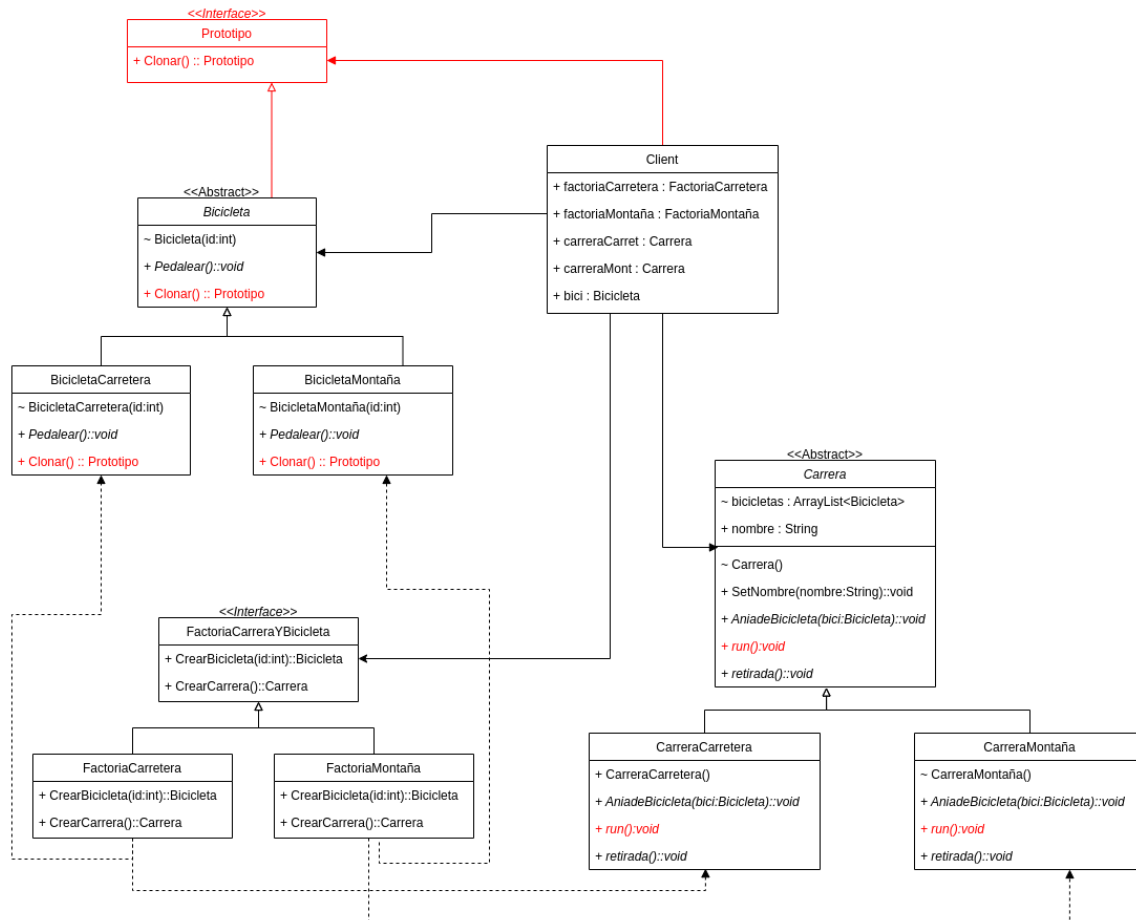 <<Interface>>
Prototipo
+ Clonar() :: Prototipo
Client
+ factoriaCarretera : FactoriaCarretera
+ factoriaMontaña : FactoriaMontaña
+ carreraCarret : Carrera
+ carreraMont : Carrera
+ bici : Bicicleta
<<Abstract>>
Bicicleta
~ Bicicleta(id:int)
+ Pedalear()::void
+ Clonar() :: Prototipo
BicicletaCarretera
~ BicicletaCarretera(id:int)
+ Pedalear()::void
+ Clonar() :: Prototipo
BicicletaMontaña
~ BicicletaMontaña(id:int)
+ Pedalear()::void
+ Clonar() :: Prototipo
<<Abstract>>
Carrera
~ bicicletas : ArrayList<Bicicleta>
+ nombre : String
~ Carrera()
+ SetNombre(nombre:String)::void
+ AniadeBicicleta(bici:Bicicleta)::void
+ run():void
+ retirada()::void
<<Interface>>
FactoriaCarreraYBicicleta
+ CrearBicicleta(id:int)::Bicicleta
+ CrearCarrera()::Carrera
FactoriaCarretera
+ CrearBicicleta(id:int)::Bicicleta
+ CrearCarrera()::Carrera
FactoriaMontaña
+ CrearBicicleta(id:int)::Bicicleta
+ CrearCarrera()::Carrera
CarreraCarretera
+ CarreraCarretera()
+ AniadeBicicleta(bici:Bicicleta)::void
+ run():void
+ retirada()::void
CarreraMontaña
~ CarreraMontaña()
+ AniadeBicicleta(bici:Bicicleta)::void
+ run():void
+ retirada()::void